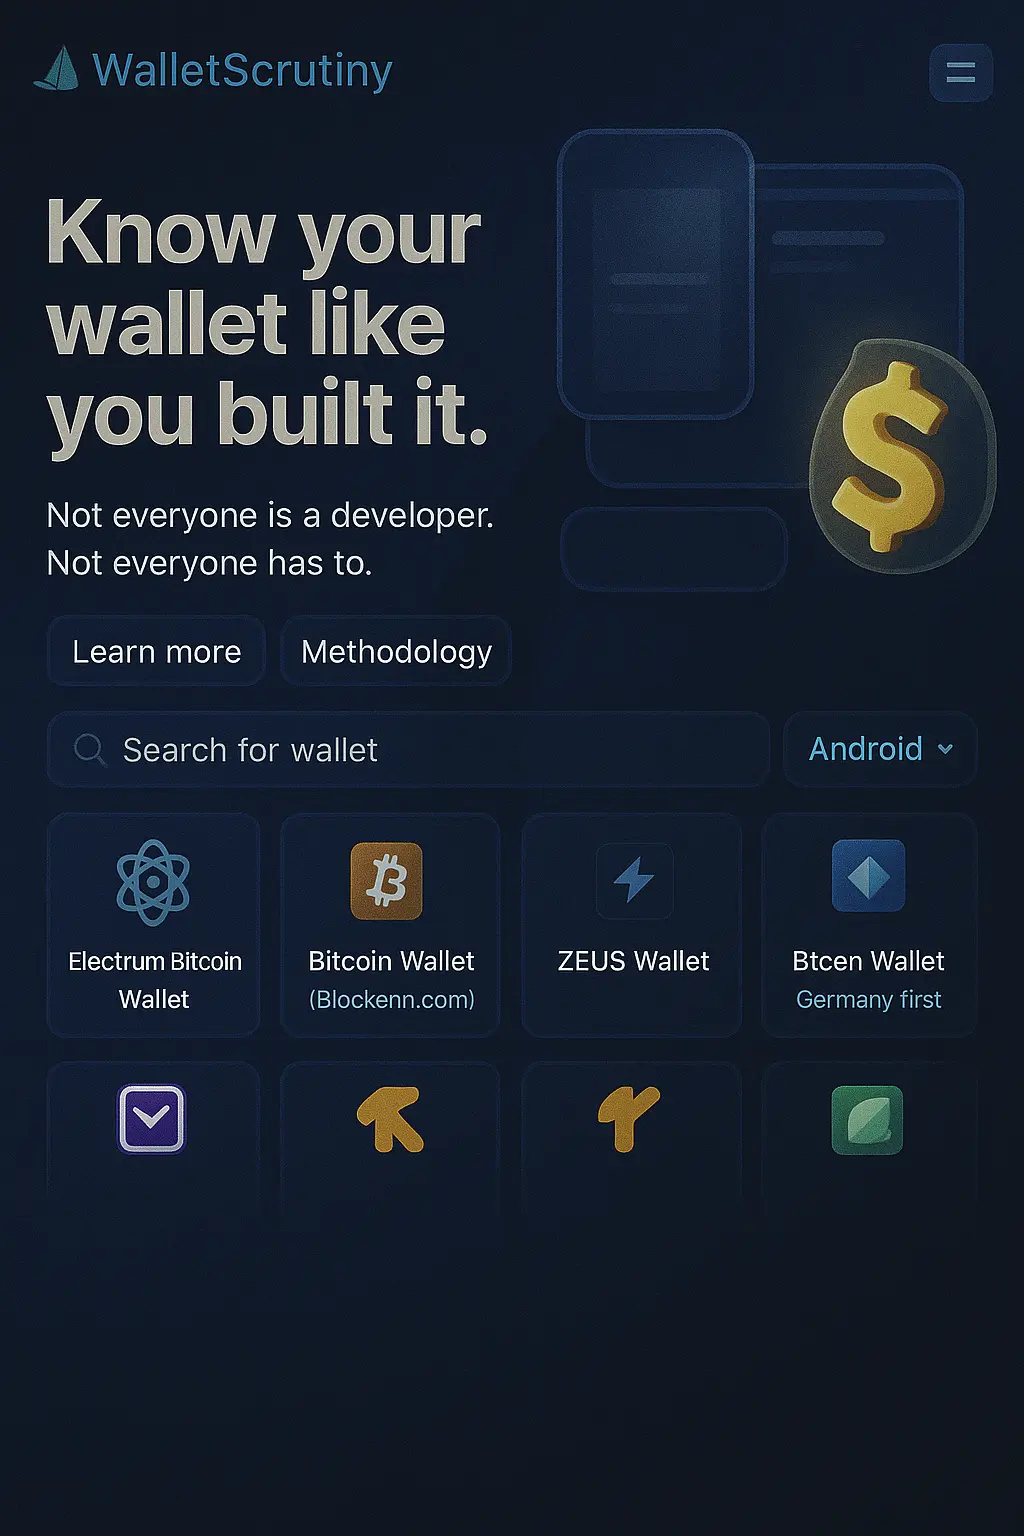 WalletScrutiny
Know your
wallet like
you built it.
Not everyone is a developer.
Not everyone has to.
Learn more
Methodology
Search for wallet
Android
Electrum Bitcoin
Wallet
Bitcoin Wallet
(Blockenn.com)
ZEUS Wallet
Btcen Wallet
Germany first